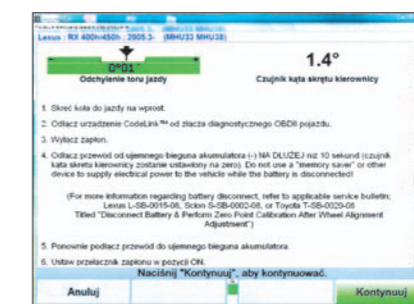 Lexus : RX 400h/450h : 2005.3- (MHU33 MHU38)
0°01'
1.4°
Odchylenie toru jazdy
Czujnik kąta skrętu kierownicy
1. Skręć koła do jazdy na wprost.
2. Odłącz urządzenie CodeLink™ od złącza diagnostycznego OBDII pojazdu.
3. Wyłącz zapłon.
4. Odłącz przewód od ujemnego bieguna akumulatora (-) NA DŁUŻEJ niż 10 sekund (czujnik
kąta skretu kierownicy zostanie ustawiony na zero). Do not use a "memory saver" or other
device to supply electrical power to the vehicle while the battery is disconnected!
(For more information regarding battery disconnect, refer to applicable service bulletin;
Lexus L-SB-0015-08, Scion S-SB-0002-08, or Toyota T-SB-0029-08
Titled "Disconnect Battery & Perform Zero Point Calibration After Wheel Alignment
Adjustment")
5. Ponownie podłącz przewód do ujemnego bieguna akumulatora.
6. Ustaw przełącznik zapłonu w pozycji ON.
Naciśnij "Kontynuuj", aby kontynuować.
Anuluj
Kontynuuj